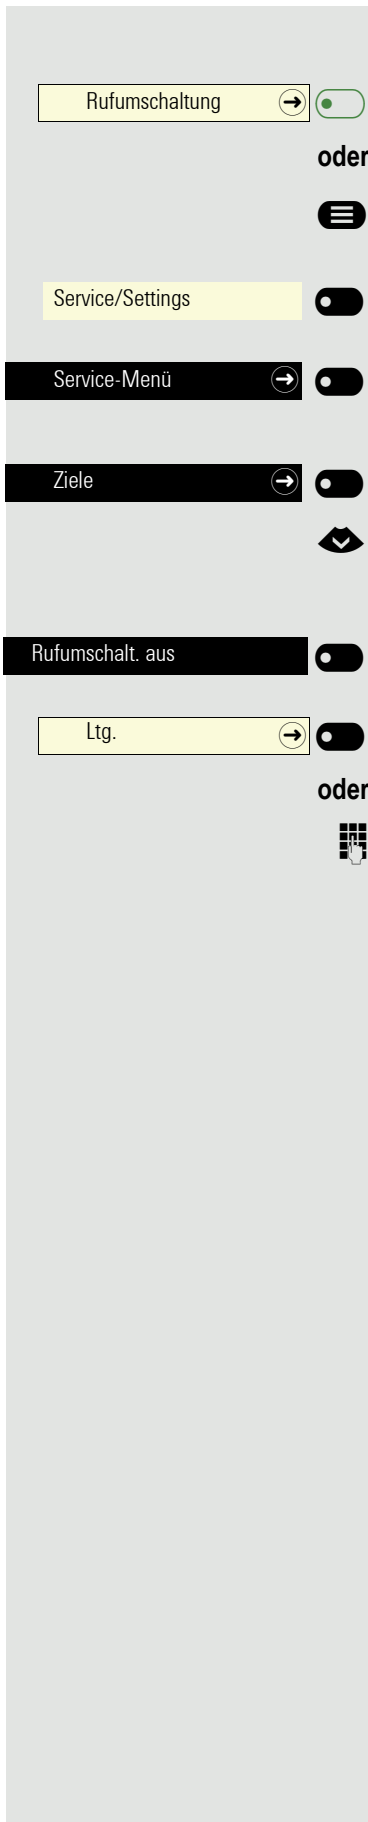 Rufumschaltung
oder
Service/Settings
Service-Menü
Ziele
Rufumschalt. aus
Ltg.
oder